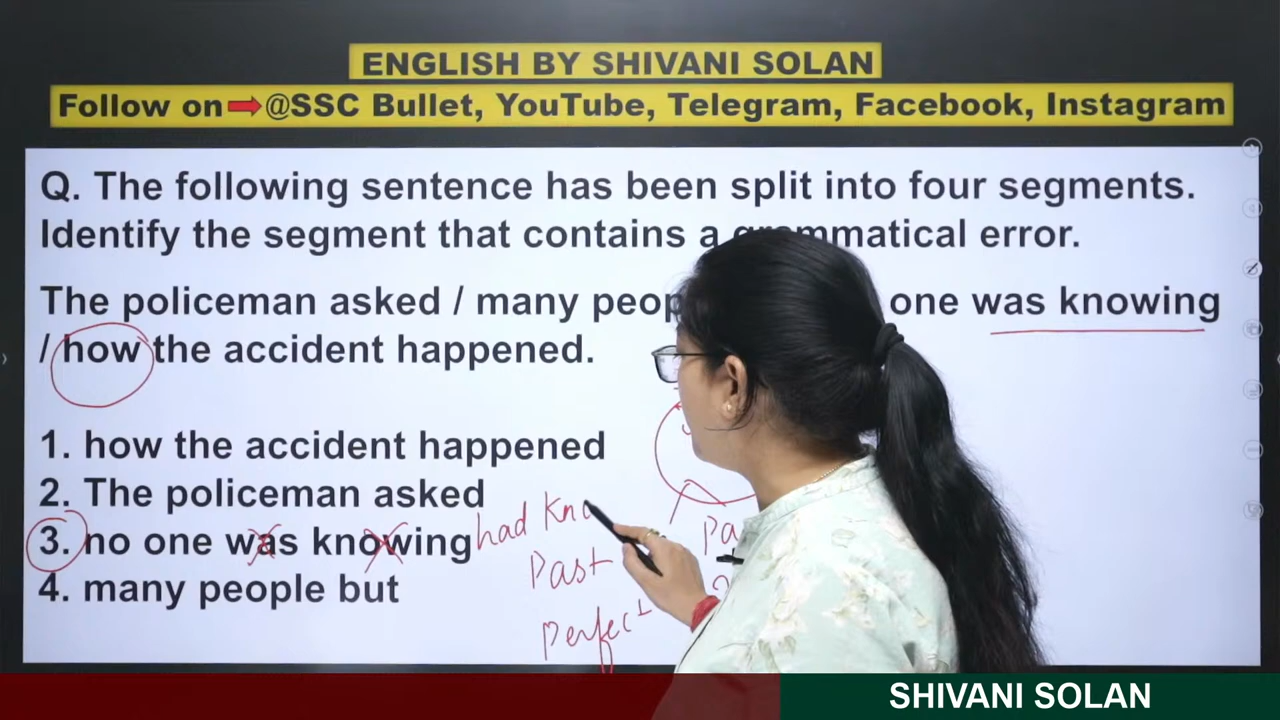 ENGLISH BY SHIVANI SOLAN
Follow on @SSC Bullet, YouTube, Telegram, Facebook, Instagram
Q. The following sentence has been split into four segments.
Identify the segment that contains a grammatical error.
The policeman asked / many one was knowing
/ how the accident happened.
1. how the accident happened
2. The policeman asked
3. no one was knowing had
4. many people but
Past
Perfect
SHIVANI SOLAN